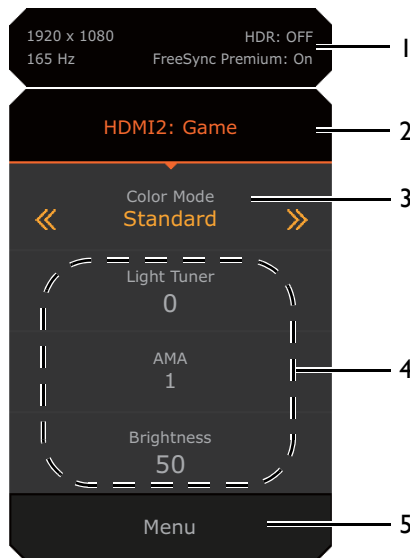 1920 x 1080 HDR: OFF
165 Hz FreeSync Premium: On
1
HDMI2: Game
2
Color Mode
3
Standard
Light Tuner
0
AMA
1
4
Brightness
50
Menu
5